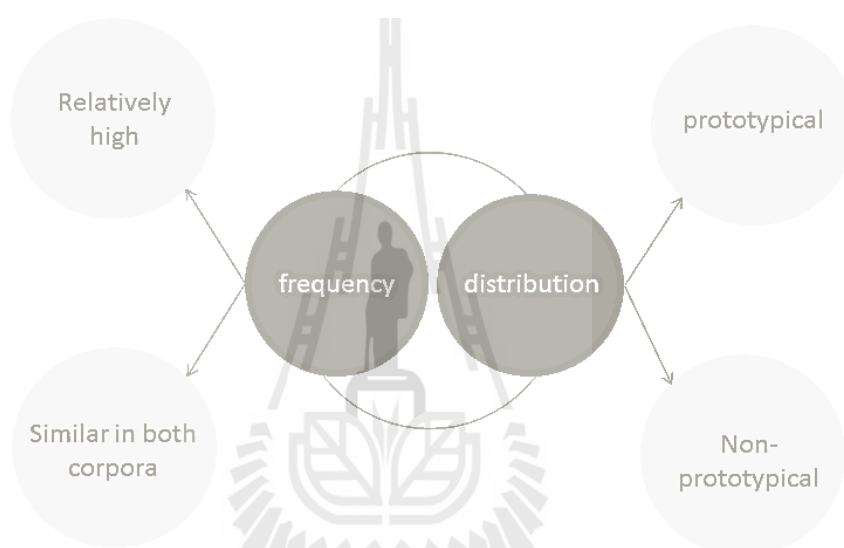 Relatively
high
prototypical
frequency
distribution
Similar in both
corpora
Non-
prototypical